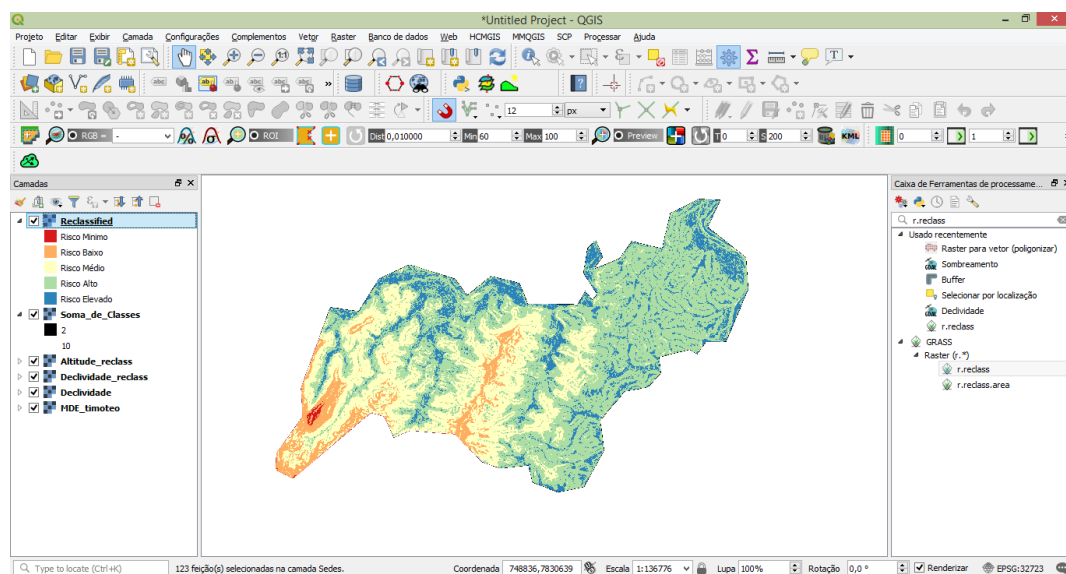 *Untitled Project - QGIS
Projeto Editar Exibir Camada Configurações Complementos Vetor Raster Banco de dados Web HCMGIS MMQGIS SCP Processar Ajuda
abc
12 px
RGB = - ROI Dist 0,010000 Min 60 Max 100 Preview T 0 S 200 KML 0 1
Camadas
Caixa de Ferramentas de processame...
r.reclass
Reclassified
Risco Minimo
Risco Baixo
Risco Médio
Risco Alto
Risco Elevado
Soma_de_Classes
2
10
Altitude_reclass
Declividade_reclass
Declividade
MDE_timoteo
Usado recentemente
Raster para vetor (poligonizar)
Sombreamento
Buffer
Selecionar por localização
Declividade
r.reclass
GRASS
Raster (r.*)
r.reclass
r.reclass.area
Type to locate (Ctrl+K) 123 feição(s) selecionadas na camada Sedes. Coordenada 748836,7830639 Escala 1:136776 Lupa 100% Rotação 0,0 ° Renderizar EPSG:32723